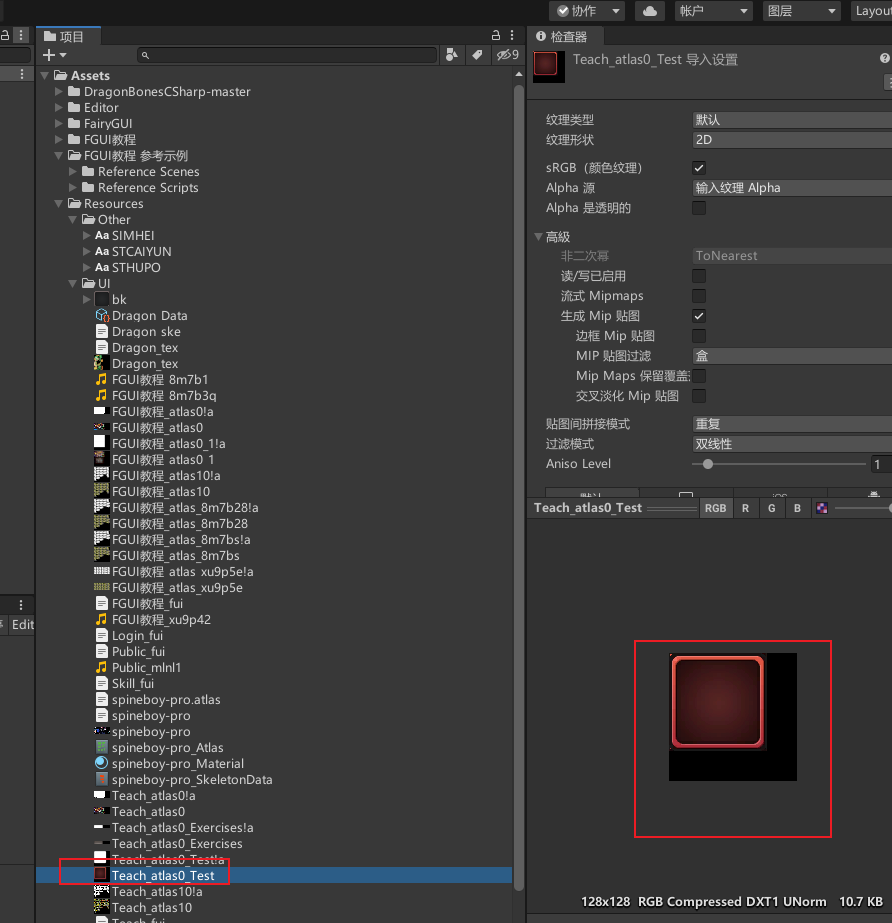 协作
帐户
图层
Layou
项目
9
Assets
DragonBonesCSharp-master
Editor
FairyGUI
FGUI教程
FGUI教程 参考示例
Reference Scenes
Reference Scripts
Resources
Other
Aa SIMHEI
Aa STCAIYUN
Aa STHUPO
UI
bk
Dragon Data
Dragon_ske
Dragon_tex
Dragon_tex
FGUI教程 8m7b1
FGUI教程 8m7b3q
FGUI教程_atlas0!a
FGUI教程_atlas0
FGUI教程_atlas0_1!a
FGUI教程_atlas0 1
FGUI教程_atlas10!a
FGUI教程_atlas10
FGUI教程_atlas_8m7b28!a
FGUI教程_atlas_8m7b28
FGUI教程_atlas_8m7bs!a
FGUI教程_atlas_8m7bs
FGUI教程_atlas_xu9p5e!a
FGUI教程_atlas_xu9p5e
FGUI教程_fui
FGUI教程_xu9p42
Login_fui
Public_fui
Public_mlnl1
Skill_fui
spineboy-pro.atlas
spineboy-pro
spineboy-pro
spineboy-pro_Atlas
spineboy-pro_Material
spineboy-pro_SkeletonData
Teach_atlas0!a
Teach_atlas0
Teach_atlas0_Exercises!a
Teach_atlas0_Exercises
Teach_atlas0_Test!a
Teach_atlas0_Test
Teach_atlas10!a
Teach_atlas10
Teach_fui
Edit
检查器
Teach_atlas0_Test 导入设置
纹理类型 默认
纹理形状 2D
sRGB（颜色纹理）
Alpha 源 输入纹理 Alpha
Alpha 是透明的
高級
非二次幂 ToNearest
读/写已启用
流式 Mipmaps
生成 Mip 贴图
边框 Mip 贴图
MIP 贴图过滤 盒
Mip Maps 保留覆盖
交叉淡化 Mip 贴图
贴图间拼接模式 重复
过滤模式 双线性
Aniso Level 1
默认 iOS
Teach_atlas0_Test RGB R G B
128x128 RGB Compressed DXT1 UNorm 10.7 KB